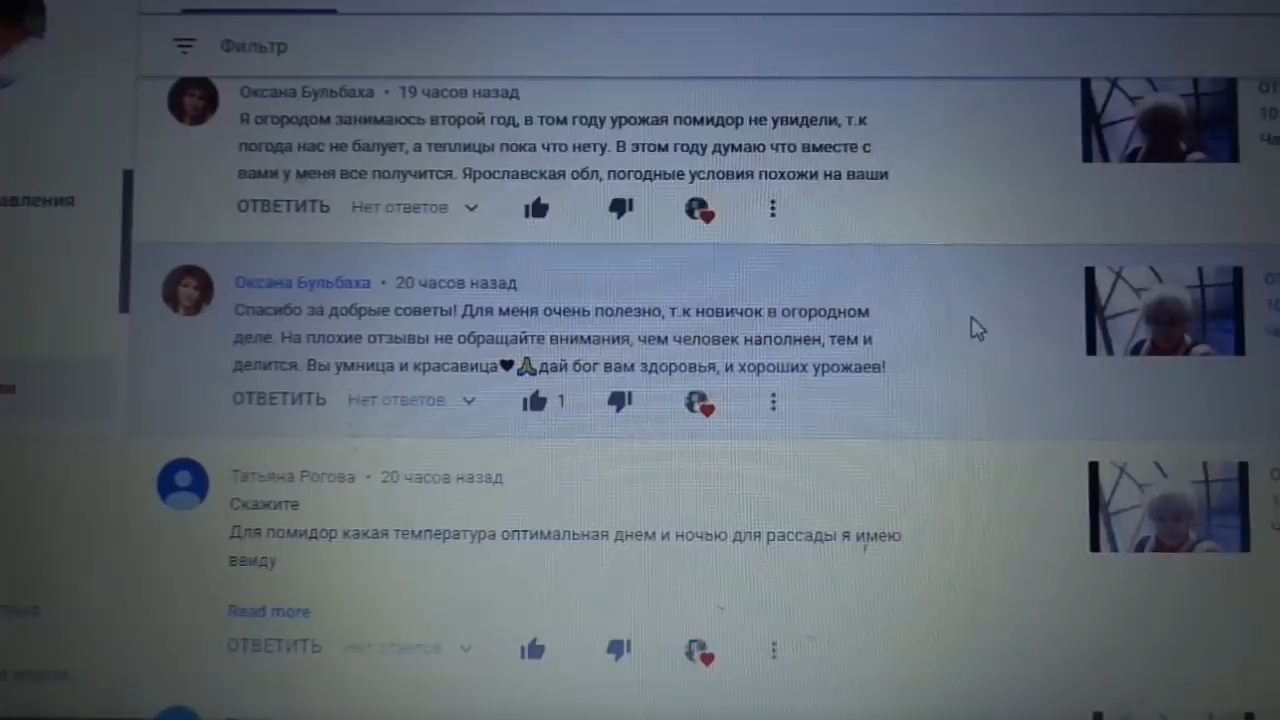 Фильтр
Оксана Бульбаха • 19 часов назад
Я огородом занимаюсь второй год, в том году урожая помидор не увидели, т.к
погода нас не балует, а теплицы пока что нету. В этом году думаю что вместе с
вами у меня все получится. Ярославская обл, погодные условия похожи на ваши
ОТВЕТИТЬ Нет ответов
авления
Оксана Бульбаха • 20 часов назад
Спасибо за добрые советы! Для меня очень полезно, т.к новичок в огородном
деле. На плохие отзывы не обращайте внимания, чем человек наполнен, тем и
делится. Вы умница и красавица♥🙏дай бог вам здоровья, и хороших урожаев!
ОТВЕТИТЬ Нет ответов 1
Татьяна Рогова • 20 часов назад
Скажите
Для помидор какая температура оптимальная днем и ночью для рассады я имею
ввиду
Read more
ОТВЕТИТЬ Нет ответов